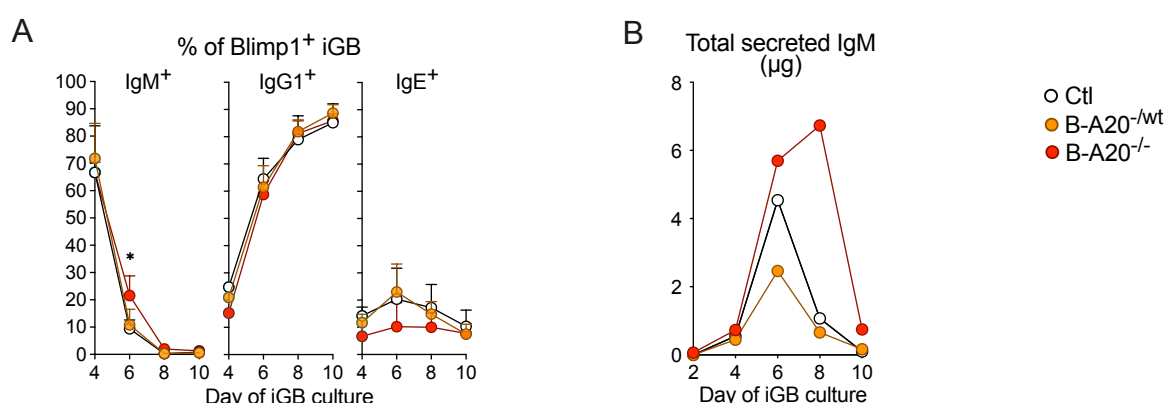 A
% of Blimp1+ iGB
IgM+ IgG1+ IgE+
100
90
80
70
60
50
40
30
20
10
0
4 6 8 10 4 6 8 10 4 6 8 10
*
Day of iGB culture
B
Total secreted IgM
(µg)
8
6
4
2
0
2 4 6 8 10
Day of iGB culture
Ctl
B-A20-/wt
B-A20-/-